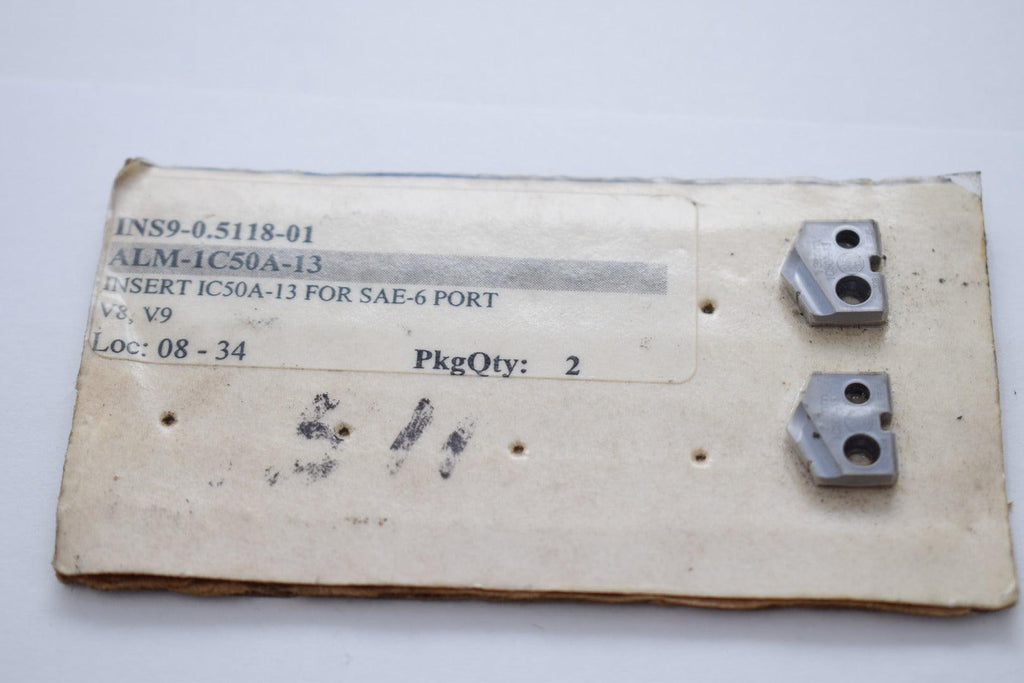 INS9-0.5118-01
ALM-1C50A-13
INSERT IC50A-13 FOR SAE-6 PORT
V8, V9
Loc: 08 - 34
PkgQty: 2